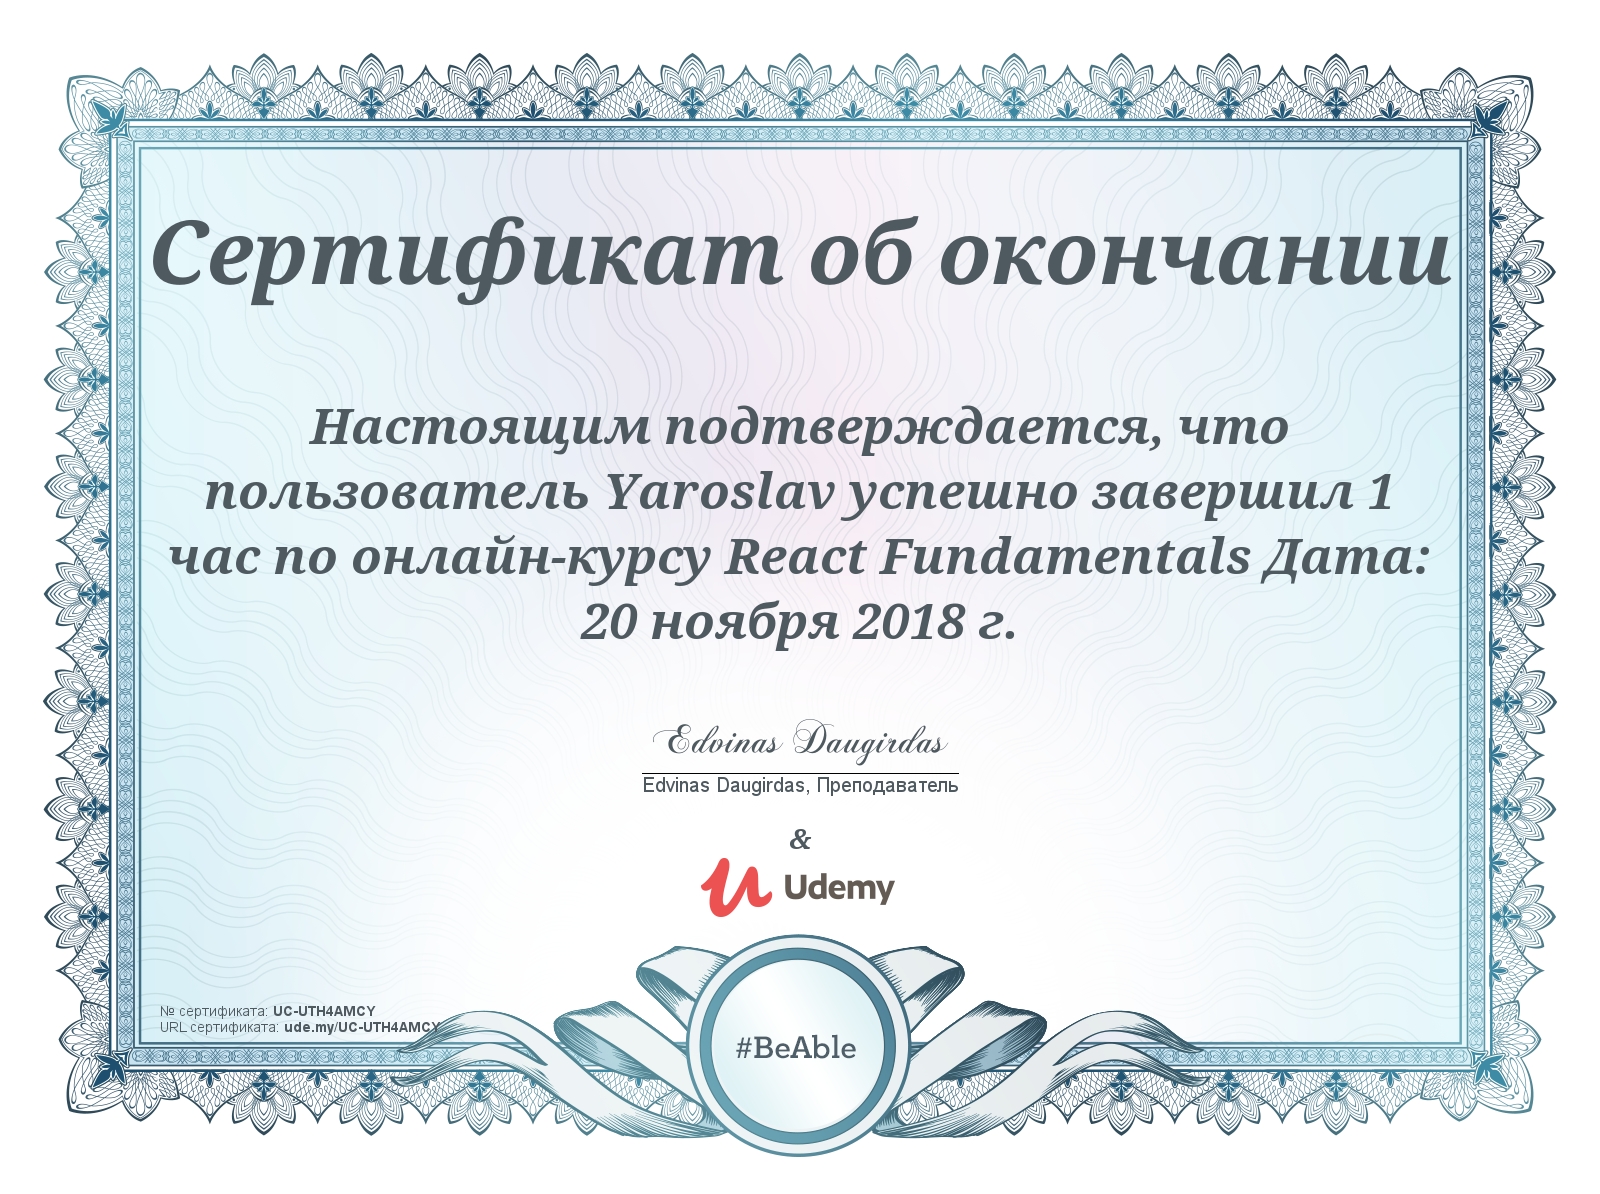 Сертификат об окончании
Настоящим подтверждается, что
пользователь Yaroslav успешно завершил 1
час по онлайн-курсу React Fundamentals Дата:
20 ноября 2018 г.
Edvinas Daugirdas
Edvinas Daugirdas, Преподаватель
&
Udemy
№ сертификата: UC-UTH4AMCY
URL сертификата: ude.my/UC-UTH4AMCY
#BeAble